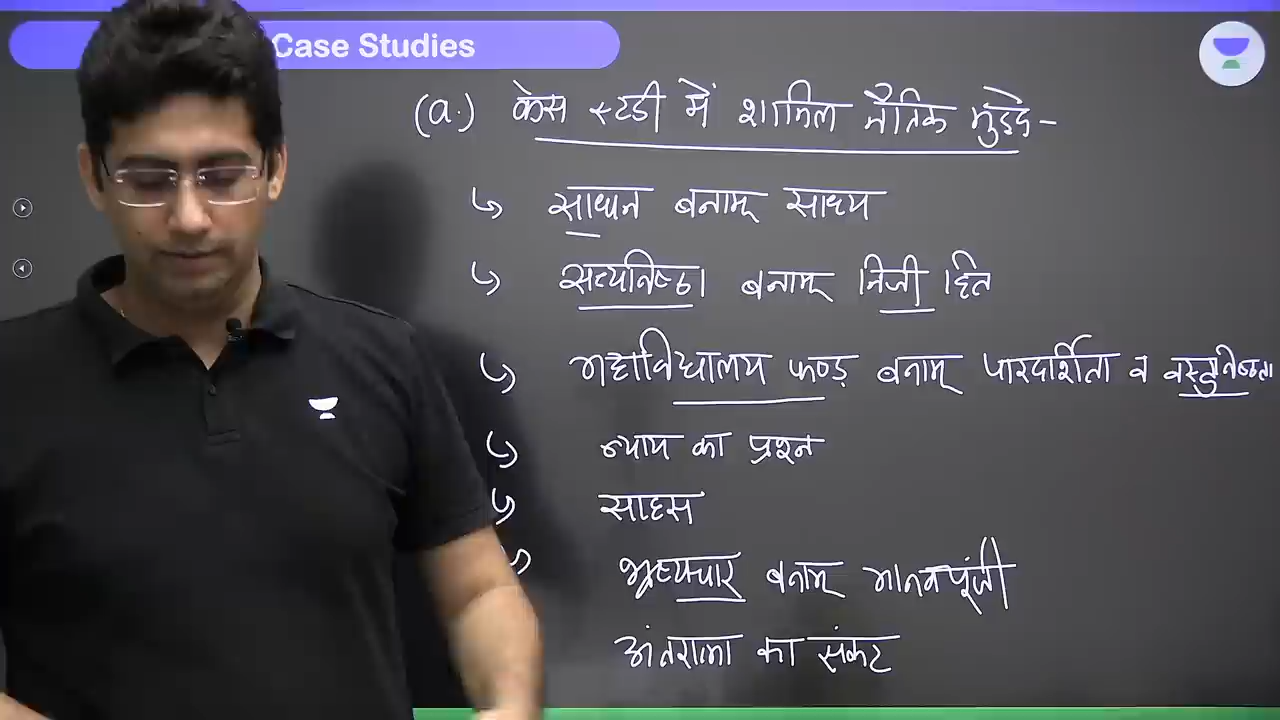 Case Studies
(a.) केस स्टडी में शामिल नैतिक मुद्दे -
साधन बनाम साध्य
सत्यनिष्ठा बनाम निजी हित
महाविद्यालय फण्ड़ बनाम पारदर्शिता व वस्तुनिष्ठता
न्याय का प्रश्न
साहस
भ्रष्टाचार बनाम मानवपूंजी
अंतरात्मा का संकट